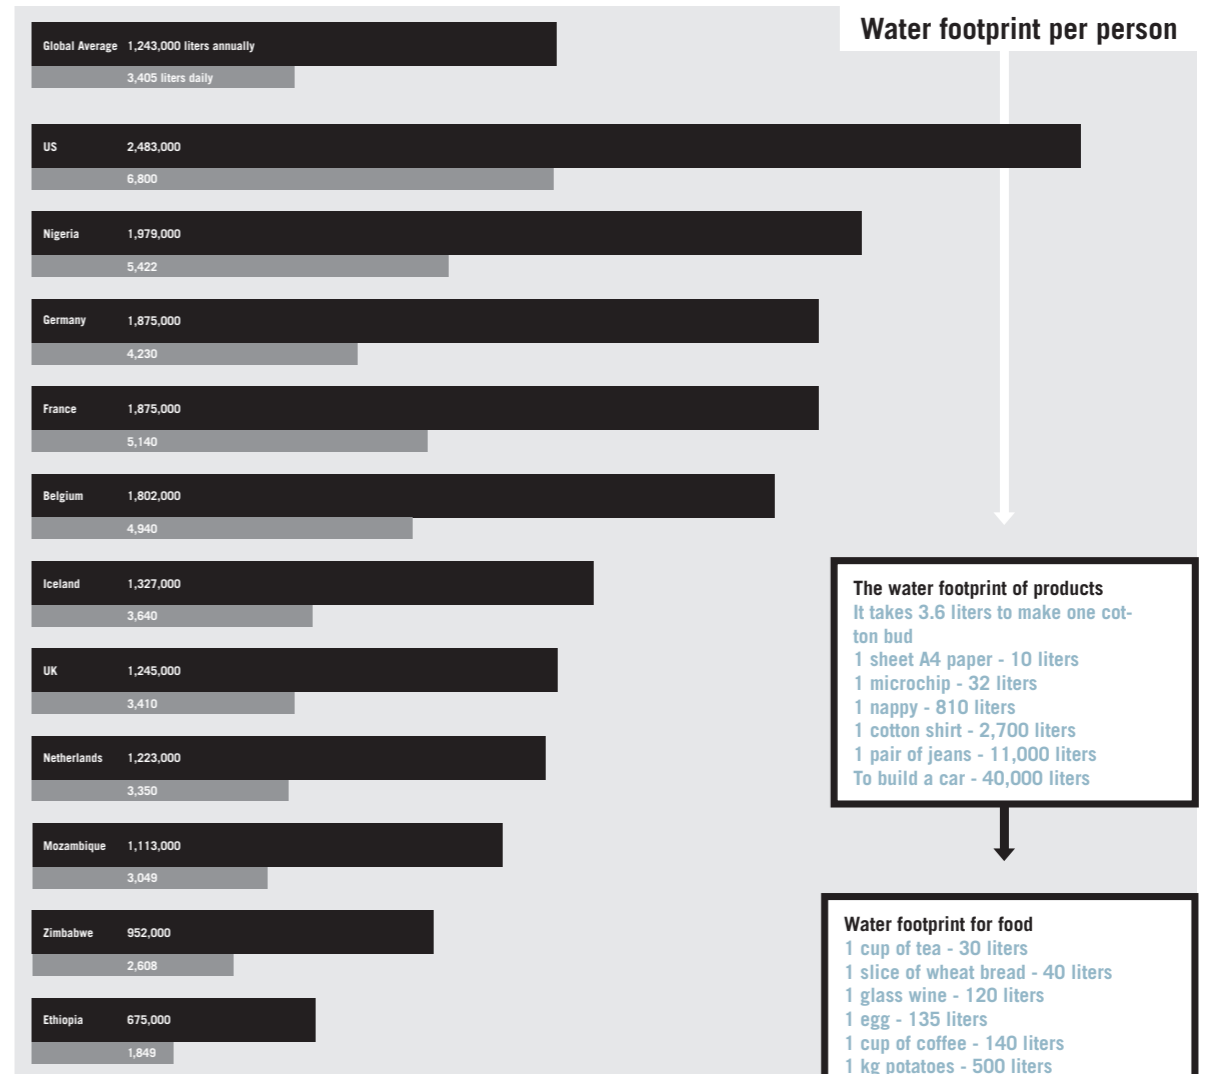 Water footprint per person
Global Average 1,243,000 liters annually
3,405 liters daily
US 2,483,000
6,800
Nigeria 1,979,000
5,422
Germany 1,875,000
4,230
France 1,875,000
5,140
Belgium 1,802,000
4,940
Iceland 1,327,000
3,640
UK 1,245,000
3,410
Netherlands 1,223,000
3,350
Mozambique 1,113,000
3,049
Zimbabwe 952,000
2,608
Ethiopia 675,000
1,849
The water footprint of products
It takes 3.6 liters to make one cot-
ton bud
1 sheet A4 paper - 10 liters
1 microchip - 32 liters
1 nappy - 810 liters
1 cotton shirt - 2,700 liters
1 pair of jeans - 11,000 liters
To build a car - 40,000 liters
Water footprint for food
1 cup of tea - 30 liters
1 slice of wheat bread - 40 liters
1 glass wine - 120 liters
1 egg - 135 liters
1 cup of coffee - 140 liters
1 kg potatoes - 500 liters